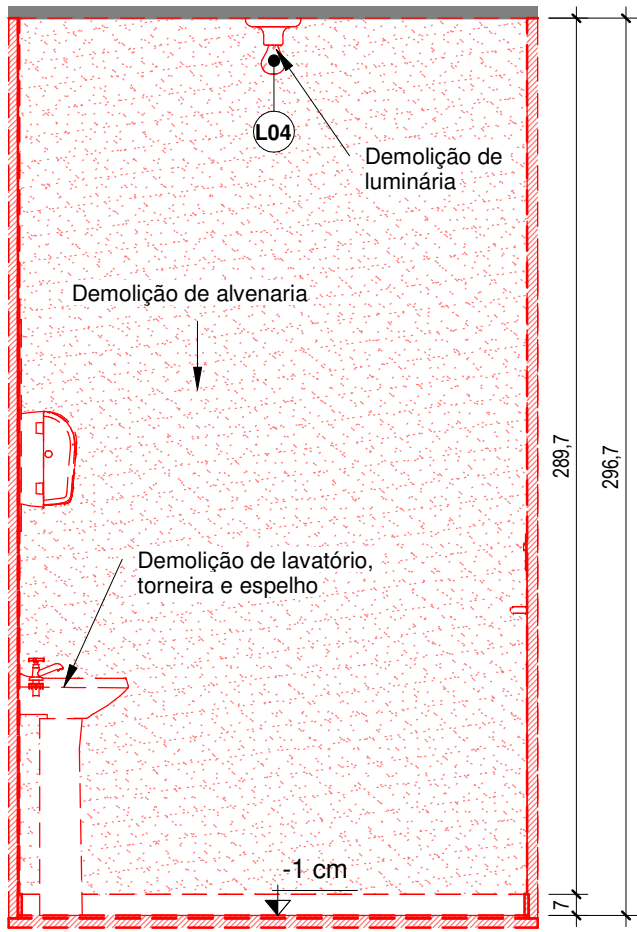 L04
Demolição de
luminária
Demolição de alvenaria
289,7
296,7
Demolição de lavatório,
torneira e espelho
-1 cm
7